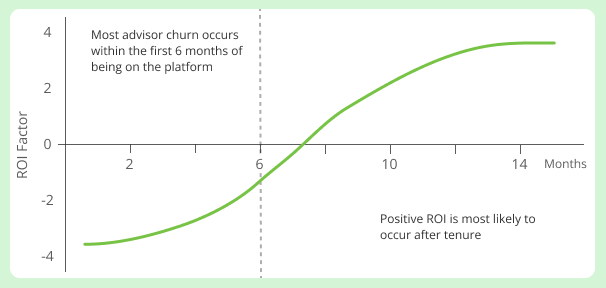 Most advisor churn occurs
within the first 6 months of
being on the platform
4
2
0
-2
-4
ROI Factor
2
6
10
14
Months
Positive ROI is most likely to
occur after tenure